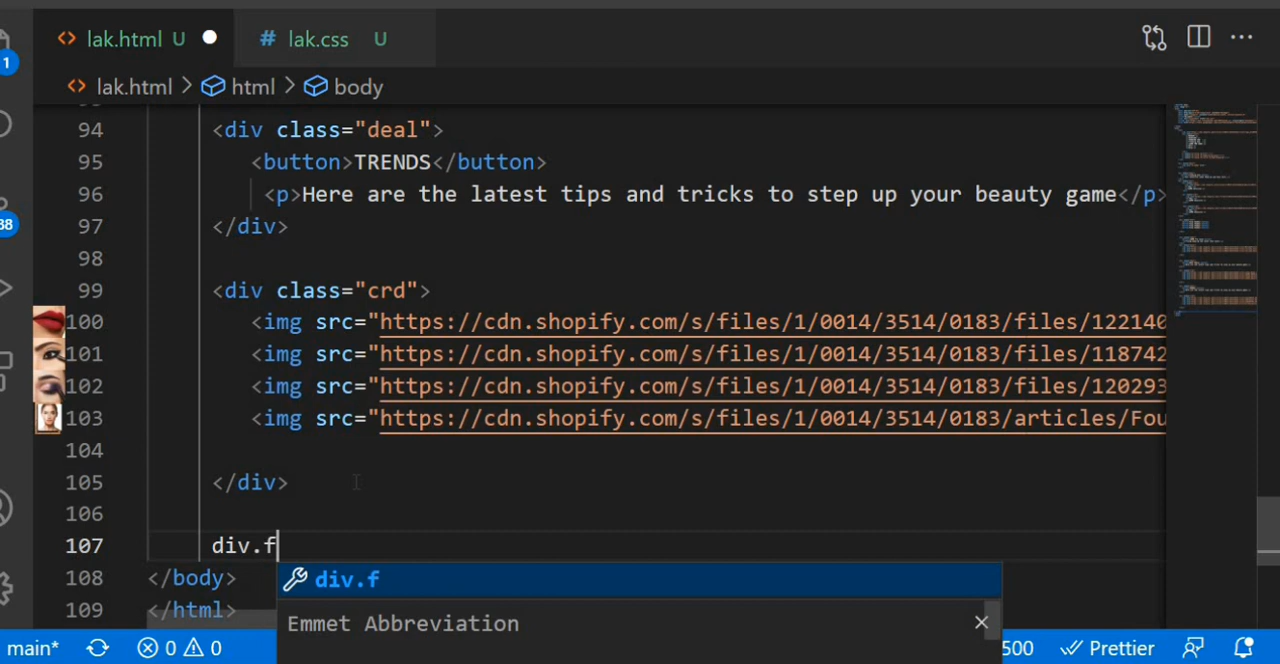 lak.html U # lak.css U
1 lak.html > html > body
94 <div class="deal">
95 <button>TRENDS</button>
96 <p>Here are the latest tips and tricks to step up your beauty game</p>
97 </div>
98
99 <div class="crd">
100 <img src="https://cdn.shopify.com/s/files/1/0014/3514/0183/files/122140
101 <img src="https://cdn.shopify.com/s/files/1/0014/3514/0183/files/118742
102 <img src="https://cdn.shopify.com/s/files/1/0014/3514/0183/files/120293
103 <img src="https://cdn.shopify.com/s/files/1/0014/3514/0183/articles/Fou
104
105 </div>
106
107 div.f
108 </body> div.f
109 </html> Emmet Abbreviation
main* 0 0 500 Prettier